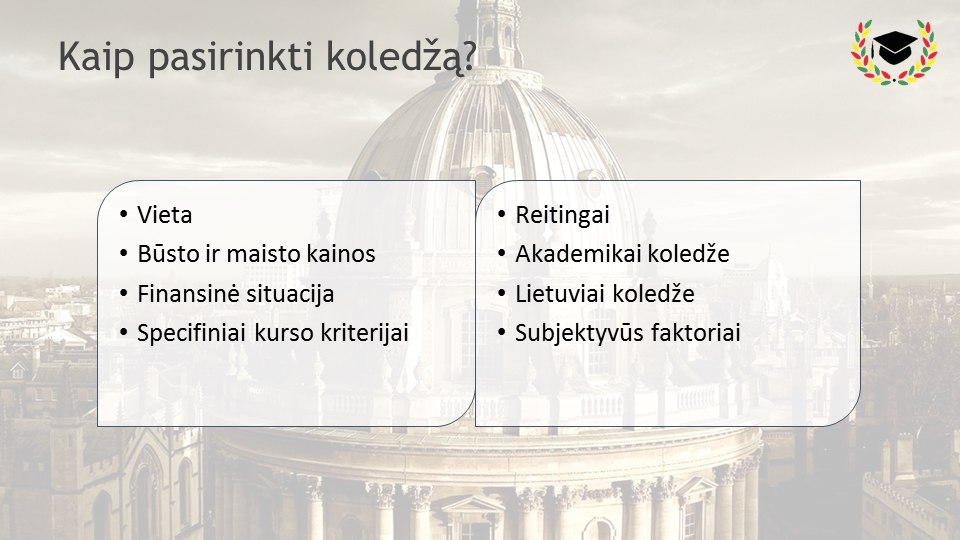 Kaip pasirinkti koledžą?
• Vieta
• Būsto ir maisto kainos
• Finansinė situacija
• Specifiniai kurso kriterijai
• Reitingai
• Akademikai koledže
• Lietuviai koledže
• Subjektyvūs faktoriai